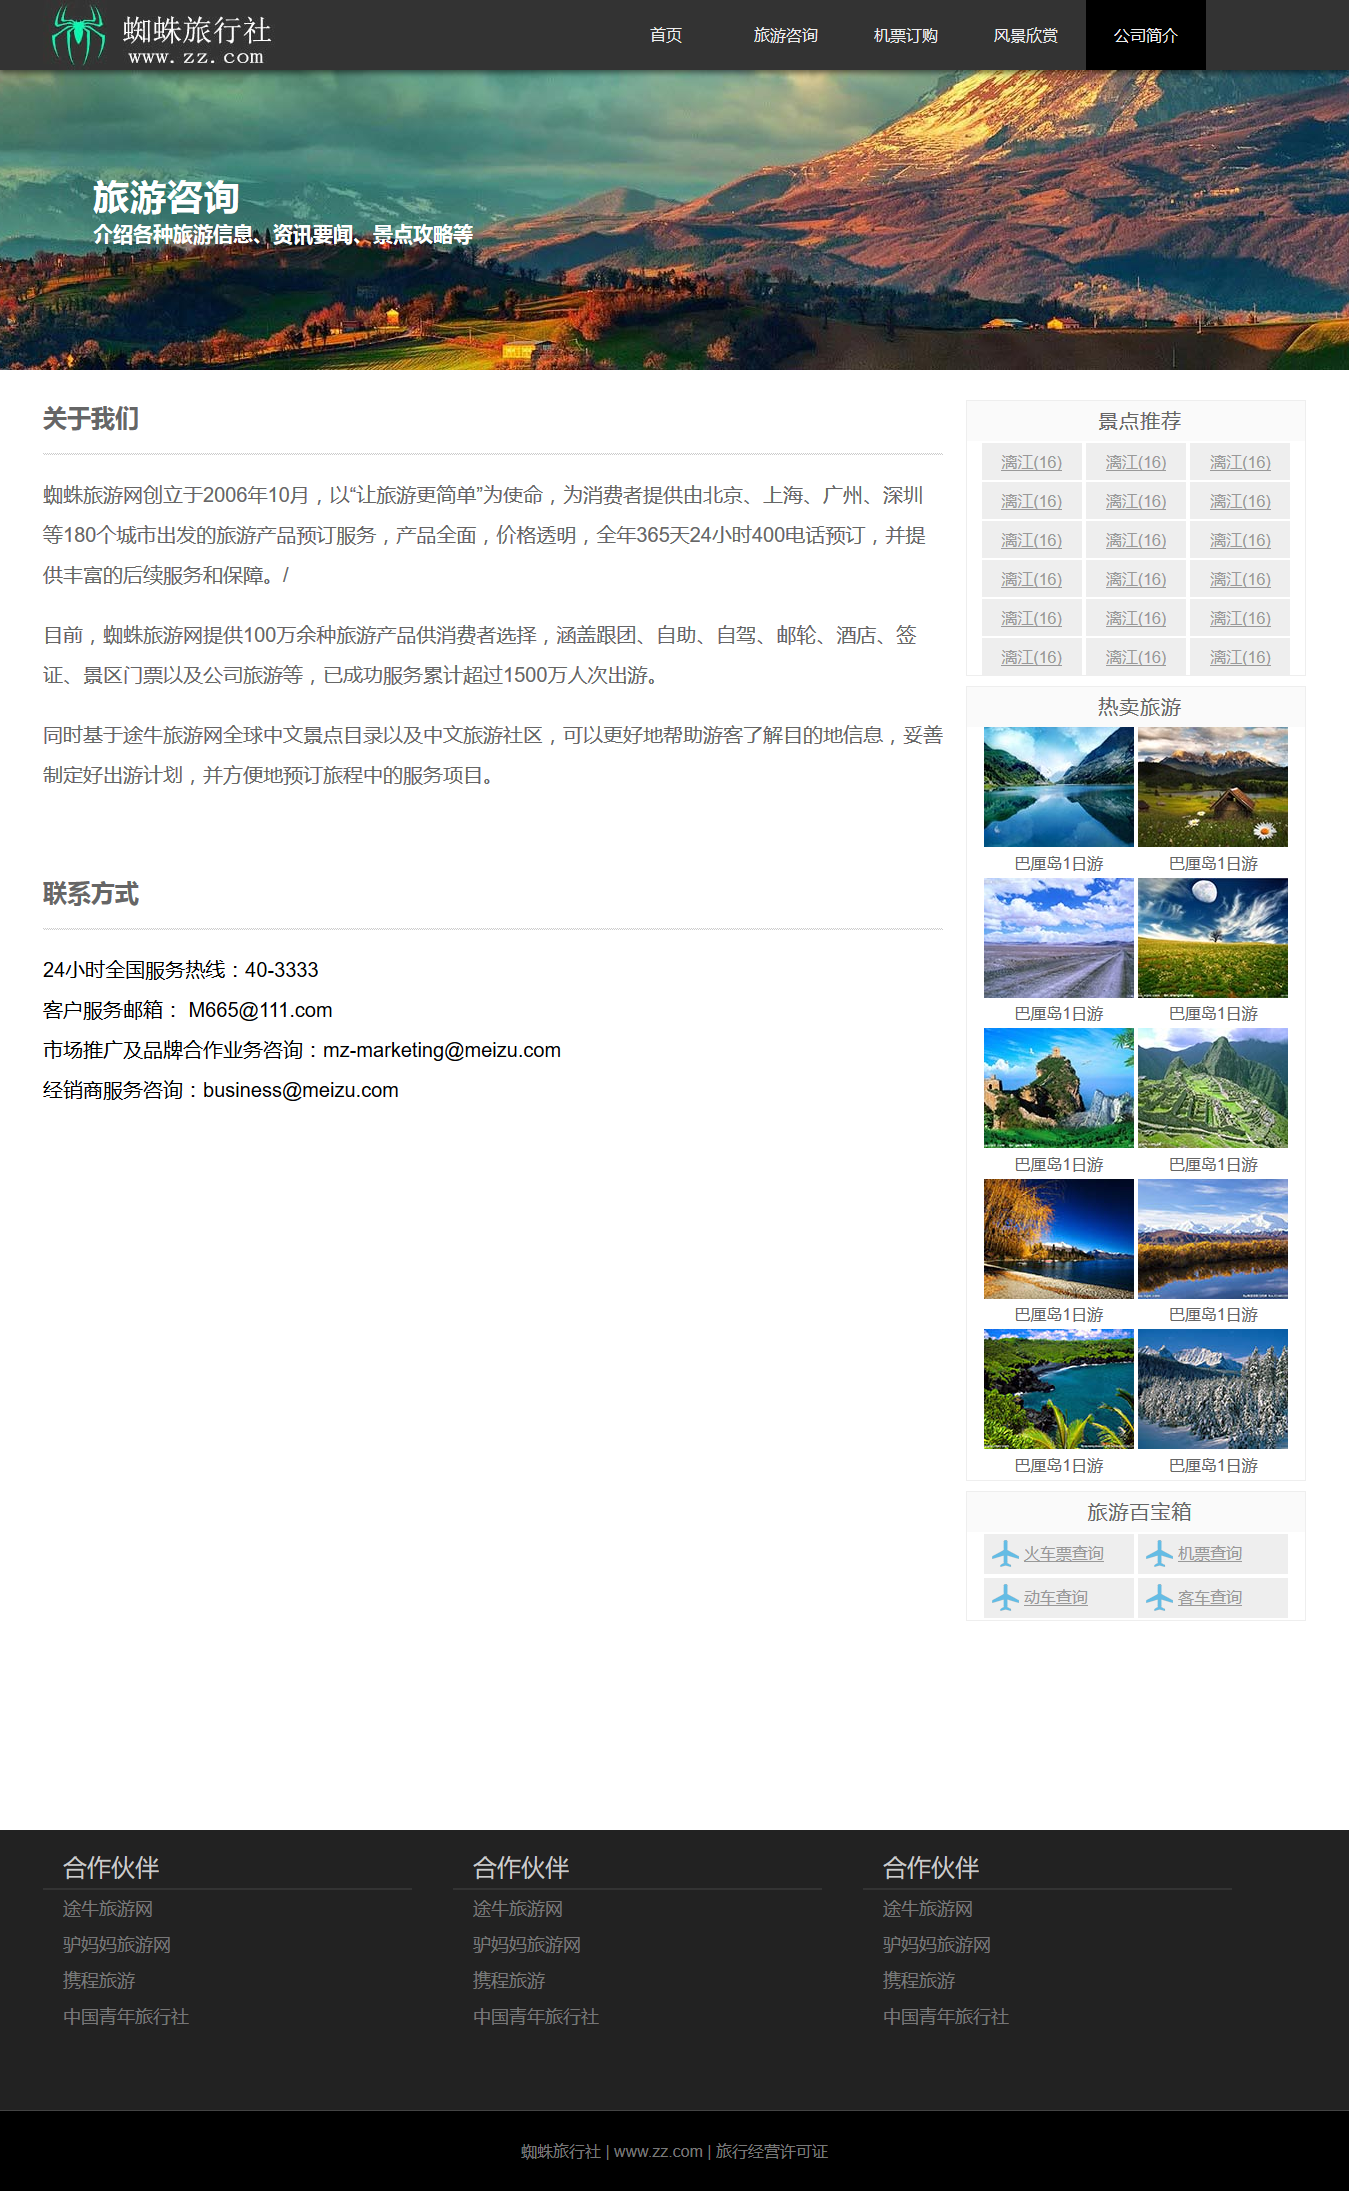 蜘蛛旅行社
www.zz.com
首页 旅游咨询 机票订购 风景欣赏 公司简介
旅游咨询
介绍各种旅游信息、资讯要闻、景点攻略等
关于我们
蜘蛛旅游网创立于2006年10月，以“让旅游更简单”为使命，为消费者提供由北京、上海、广州、深圳
等180个城市出发的旅游产品预订服务，产品全面，价格透明，全年365天24小时400电话预订，并提
供丰富的后续服务和保障。/
目前，蜘蛛旅游网提供100万余种旅游产品供消费者选择，涵盖跟团、自助、自驾、邮轮、酒店、签
证、景区门票以及公司旅游等，已成功服务累计超过1500万人次出游。
同时基于途牛旅游网全球中文景点目录以及中文旅游社区，可以更好地帮助游客了解目的地信息，妥善
制定好出游计划，并方便地预订旅程中的服务项目。
联系方式
24小时全国服务热线：40-3333
客户服务邮箱： M665@111.com
市场推广及品牌合作业务咨询：mz-marketing@meizu.com
经销商服务咨询：business@meizu.com
景点推荐
漓江(16) 漓江(16) 漓江(16)
漓江(16) 漓江(16) 漓江(16)
漓江(16) 漓江(16) 漓江(16)
漓江(16) 漓江(16) 漓江(16)
漓江(16) 漓江(16) 漓江(16)
漓江(16) 漓江(16) 漓江(16)
热卖旅游
巴厘岛1日游 巴厘岛1日游
巴厘岛1日游 巴厘岛1日游
巴厘岛1日游 巴厘岛1日游
巴厘岛1日游 巴厘岛1日游
巴厘岛1日游 巴厘岛1日游
旅游百宝箱
火车票查询 机票查询
动车查询 客车查询
合作伙伴 合作伙伴 合作伙伴
途牛旅游网 途牛旅游网 途牛旅游网
驴妈妈旅游网 驴妈妈旅游网 驴妈妈旅游网
携程旅游 携程旅游 携程旅游
中国青年旅行社 中国青年旅行社 中国青年旅行社
蜘蛛旅行社 | www.zz.com | 旅行经营许可证